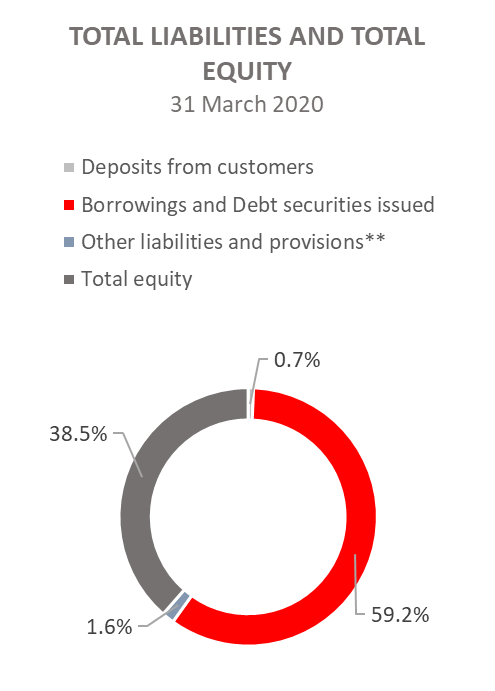 TOTAL LIABILITIES AND TOTAL
EQUITY
31 March 2020
Deposits from customers
Borrowings and Debt securities issued
Other liabilities and provisions**
Total equity
0.7%
38.5%
59.2%
1.6%